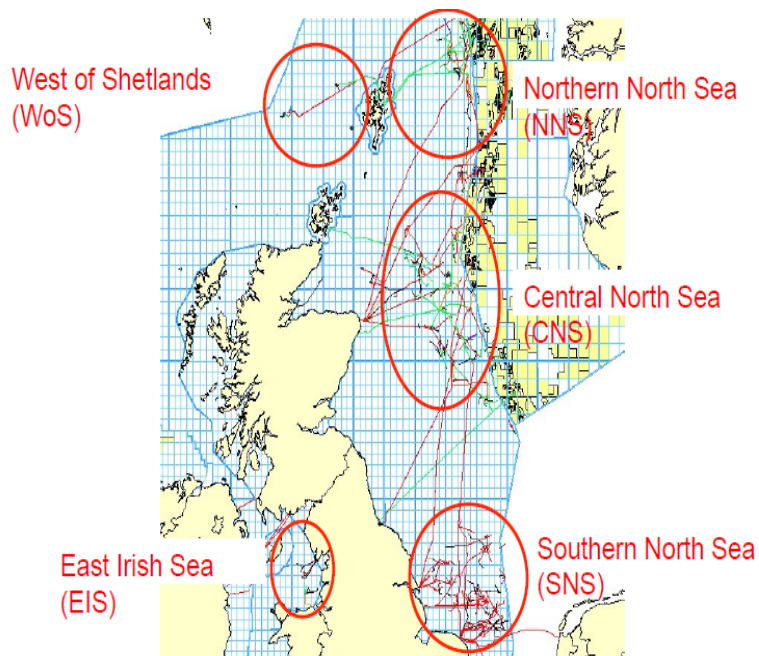 West of Shetlands
(WoS)
Northern North Sea
(NNS)
Central North Sea
(CNS)
East Irish Sea
(EIS)
Southern North Sea
(SNS)